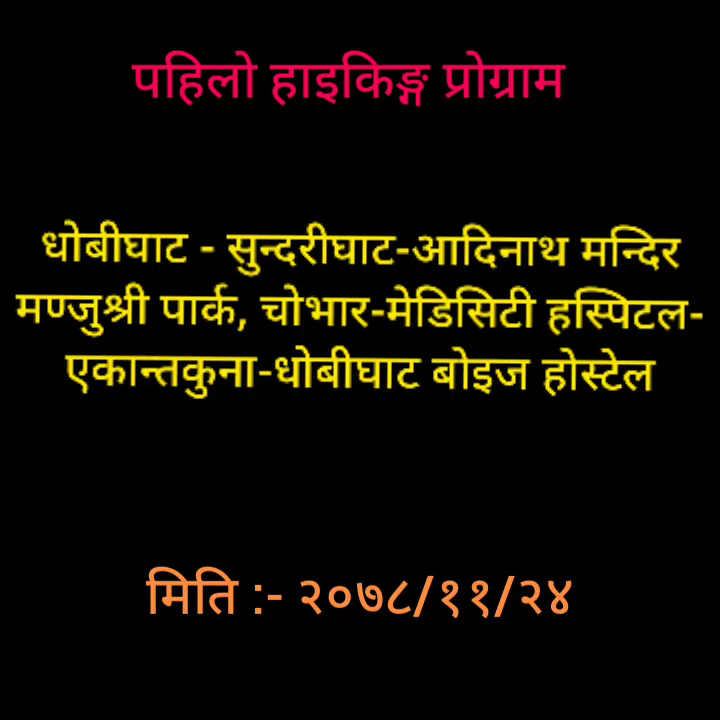 पहिलो हाइकिङ्ग प्रोग्राम
धोबीघाट - सुन्दरीघाट-आदिनाथ मन्दिर
मण्जुश्री पार्क, चोभार-मेडिसिटी हस्पिटल-
एकान्तकुना-धोबीघाट बोइज होस्टेल
मिति :- २०७८/११/२४